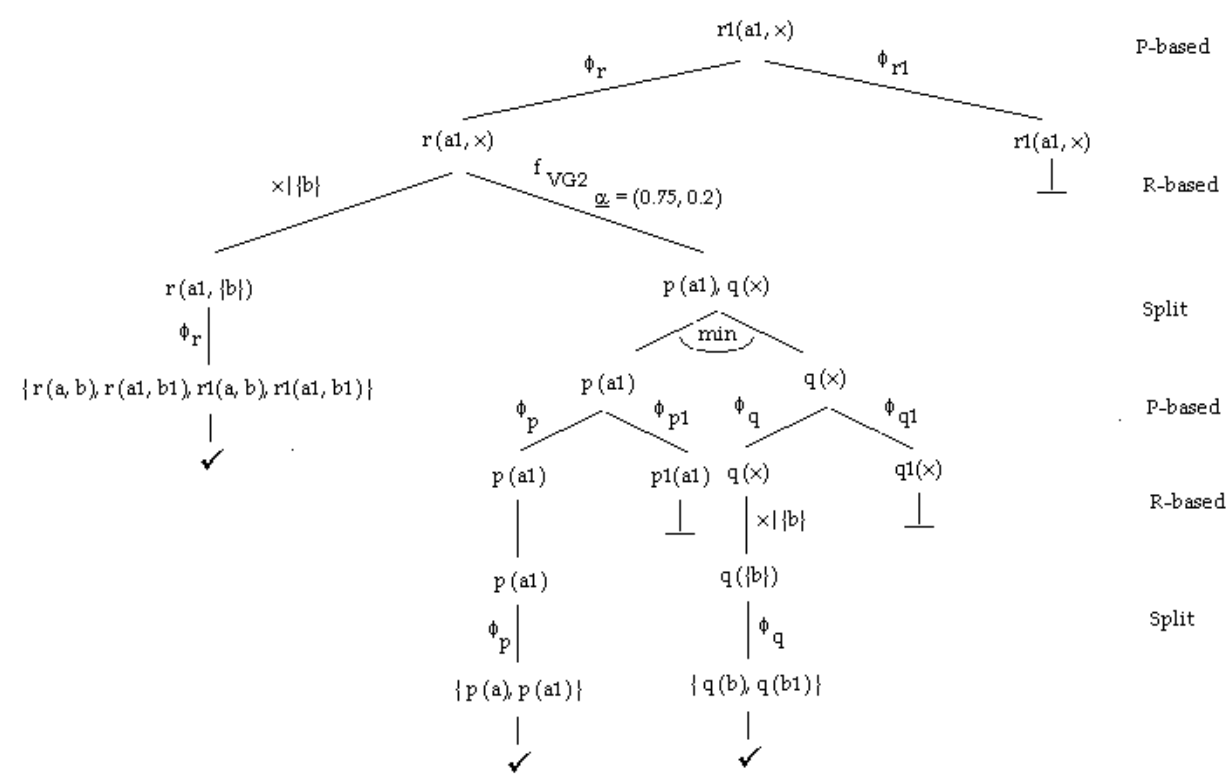 r1(a1, x)
P-based
ϕr
ϕr1
r (a1, x)
r1(a1, x)
x| {b}
f VG2 α = (0.75, 0.2)
R-based
r (a1, {b})
p (a1), q (x)
Split
ϕr
min
{ r (a, b), r (a1, b1), r1(a, b), r1(a1, b1)}
p (a1)
q (x)
P-based
ϕp
ϕp1
ϕq
ϕq1
p (a1)
p1(a1)
q (x)
q1(x)
R-based
x| {b}
p (a1)
q ({b})
Split
ϕp
ϕq
{ p (a), p (a1)}
{ q (b), q (b1)}